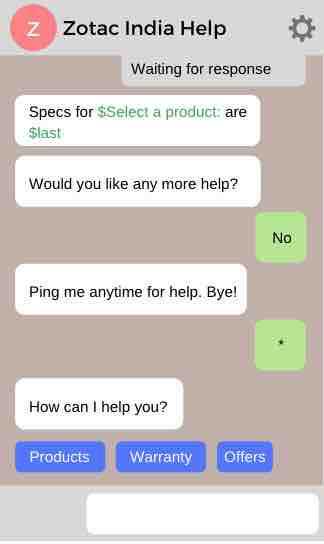 Z
Zotac India Help
Waiting for response
Specs for $Select a product: are
$last
Would you like any more help?
No
Ping me anytime for help. Bye!
*
How can I help you?
Products
Warranty
Offers